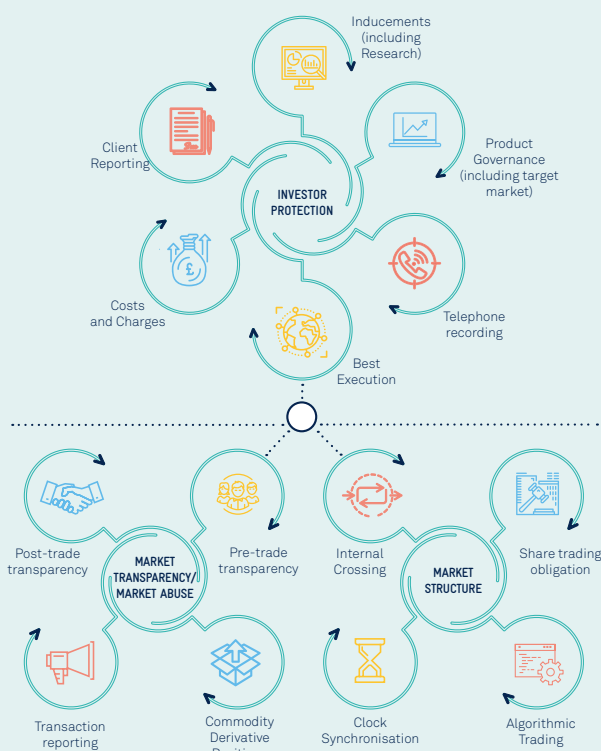 Inducements
(including
Research)
Client
Reporting
Product
Governance
(including target
market)
INVESTOR
PROTECTION
£
Costs
and Charges
Telephone
recording
Best
Execution
Post-trade
transparency
MARKET
TRANSPARENCY/
MARKET ABUSE
Pre-trade
transparency
Internal
Crossing
MARKET
STRUCTURE
Share trading
obligation
Transaction
reporting
Commodity
Derivative
Clock
Synchronisation
Algorithmic
Trading